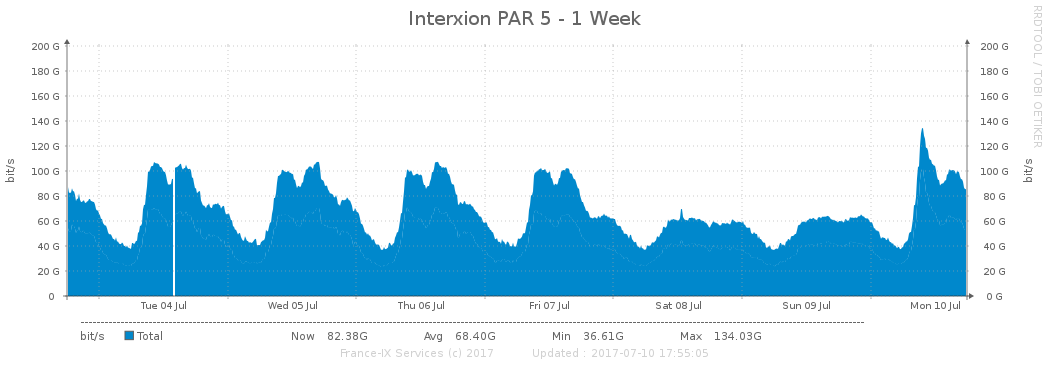 Interxion PAR 5 - 1 Week
RRDTOOL / TOBI OETIKER
200 G 200 G
180 G 180 G
160 G 160 G
140 G 140 G
120 G 120 G
100 G 100 G
80 G 80 G
60 G 60 G
40 G 40 G
20 G 20 G
0 0 G
bit/s
bit/s
Tue 04 Jul Wed 05 Jul Thu 06 Jul Fri 07 Jul Sat 08 Jul Sun 09 Jul Mon 10 Jul
bit/s Total Now 82.38G Avg 68.40G Min 36.61G Max 134.03G
France-IX Services (c) 2017 Updated : 2017-07-10 17:55:05